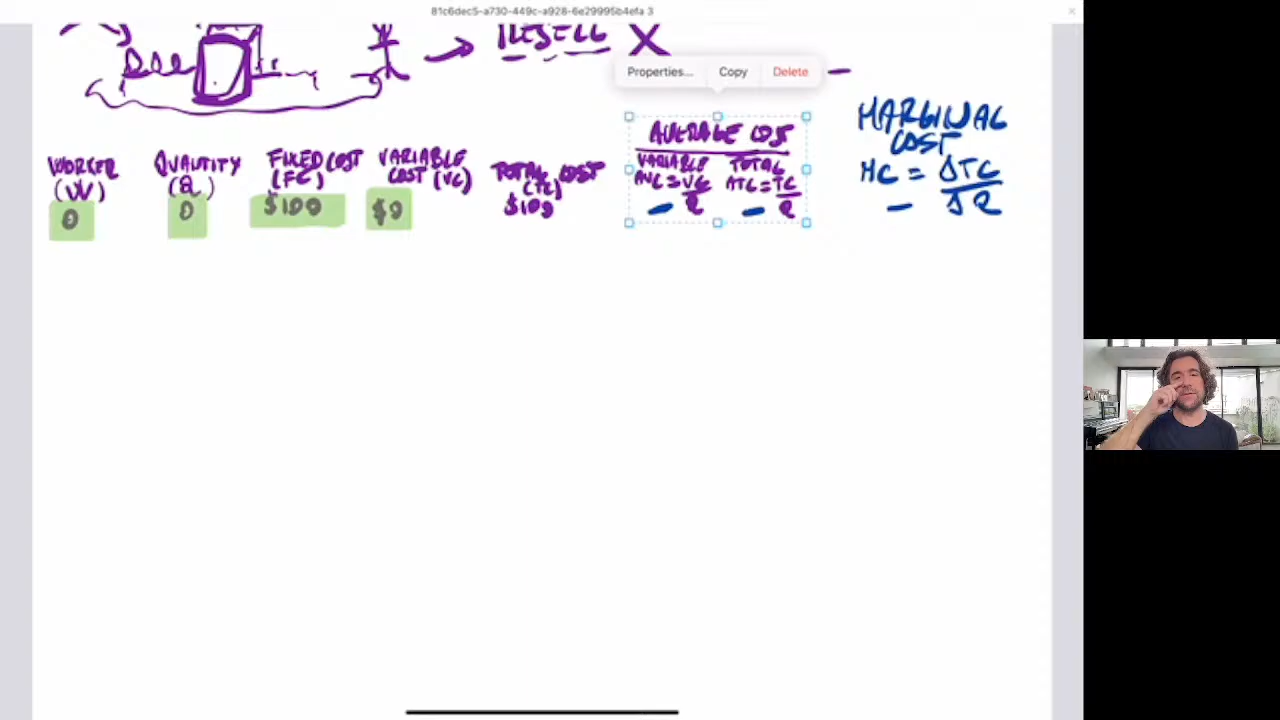 81c6dec5-a730-449c-a928-6e29995b4efa 3
RESELL X
Properties... Copy Delete
WORKER
(W)
0
QUAUTITY
(Q)
0
FIXED COST
(FC)
$100
VARIABLE
COST (VC)
$0
TOTAL COST
(TC)
$100
AVERAGE COST
VARIABLE
AVC = VC
Q
–
TOTAL
ATC = TC
Q
–
MARGINAL
COST
MC = ΔTC
ΔQ
–